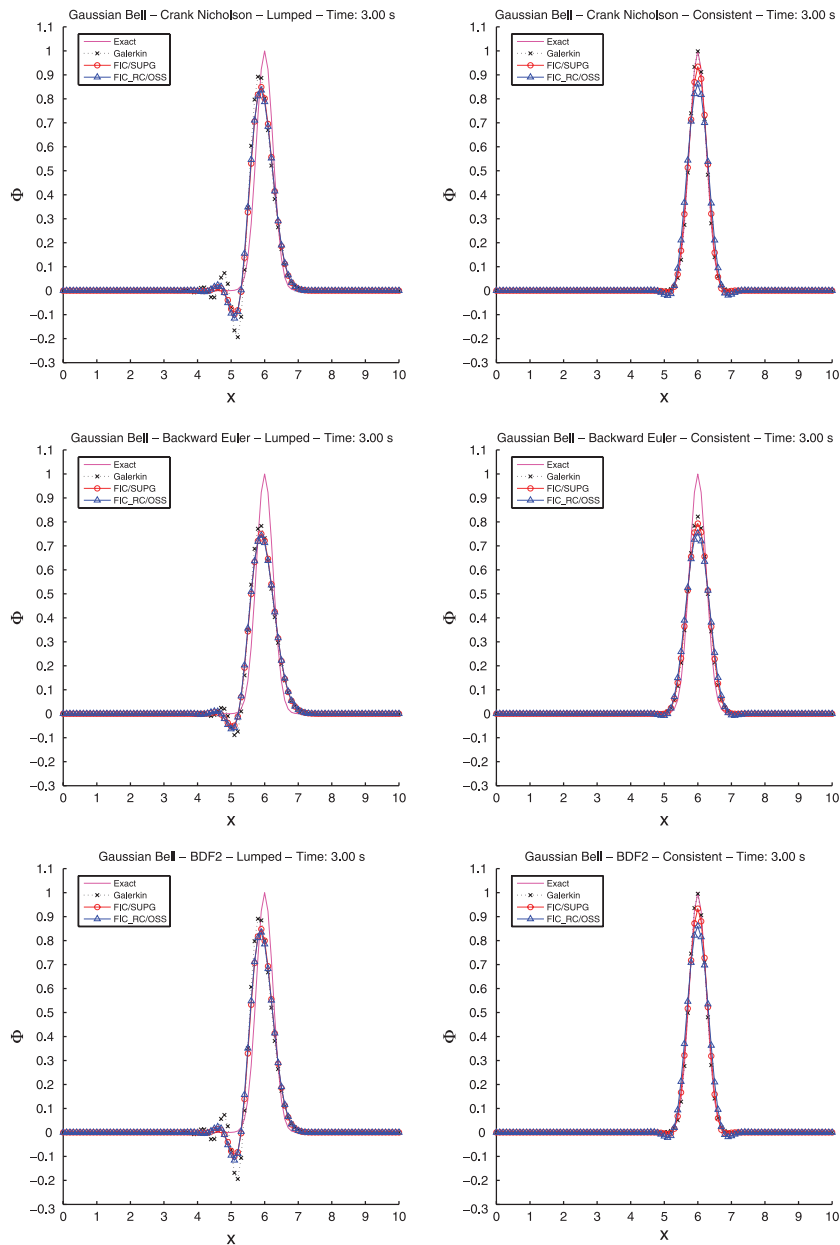 Gaussian Bell – Crank Nicholson – Lumped – Time: 3.00 s
1.1
1
0.9
0.8
0.7
0.6
0.5
0.4
0.3
0.2
0.1
0
−0.1
−0.2
−0.3
Φ
Exact
Galerkin
FIC/SUPG
FIC_RC/OSS
0 1 2 3 4 5 6 7 8 9 10
x
Gaussian Bell – Crank Nicholson – Consistent – Time: 3.00 s
1.1
1
0.9
0.8
0.7
0.6
0.5
0.4
0.3
0.2
0.1
0
−0.1
−0.2
−0.3
Φ
Exact
Galerkin
FIC/SUPG
FIC_RC/OSS
0 1 2 3 4 5 6 7 8 9 10
x
Gaussian Bell – Backward Euler – Lumped – Time: 3.00 s
1.1
1
0.9
0.8
0.7
0.6
0.5
0.4
0.3
0.2
0.1
0
−0.1
−0.2
−0.3
Φ
Exact
Galerkin
FIC/SUPG
FIC_RC/OSS
0 1 2 3 4 5 6 7 8 9 10
x
Gaussian Bell – Backward Euler – Consistent – Time: 3.00 s
1.1
1
0.9
0.8
0.7
0.6
0.5
0.4
0.3
0.2
0.1
0
−0.1
−0.2
−0.3
Φ
Exact
Galerkin
FIC/SUPG
FIC_RC/OSS
0 1 2 3 4 5 6 7 8 9 10
x
Gaussian Bell – BDF2 – Lumped – Time: 3.00 s
1.1
1
0.9
0.8
0.7
0.6
0.5
0.4
0.3
0.2
0.1
0
−0.1
−0.2
−0.3
Φ
Exact
Galerkin
FIC/SUPG
FIC_RC/OSS
0 1 2 3 4 5 6 7 8 9 10
x
Gaussian Bell – BDF2 – Consistent – Time: 3.00 s
1.1
1
0.9
0.8
0.7
0.6
0.5
0.4
0.3
0.2
0.1
0
−0.1
−0.2
−0.3
Φ
Exact
Galerkin
FIC/SUPG
FIC_RC/OSS
0 1 2 3 4 5 6 7 8 9 10
x